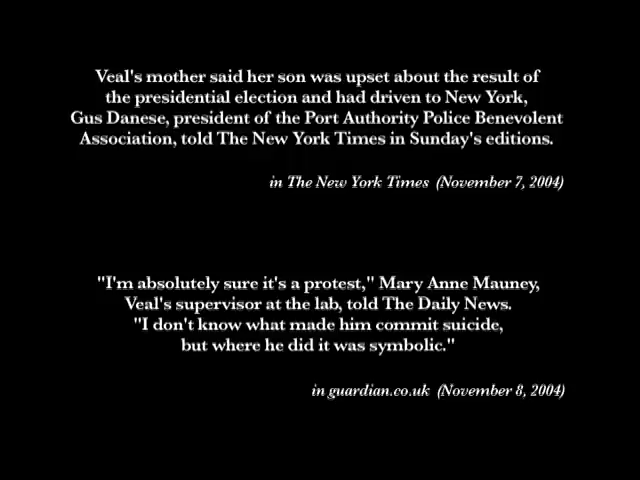 Veal's mother said her son was upset about the result of
the presidential election and had driven to New York,
Gus Danese, president of the Port Authority Police Benevolent
Association, told The New York Times in Sunday's editions.
in The New York Times (November 7, 2004)
"I'm absolutely sure it's a protest," Mary Anne Mauney,
Veal's supervisor at the lab, told The Daily News.
"I don't know what made him commit suicide,
but where he did it was symbolic."
in guardian.co.uk (November 8, 2004)